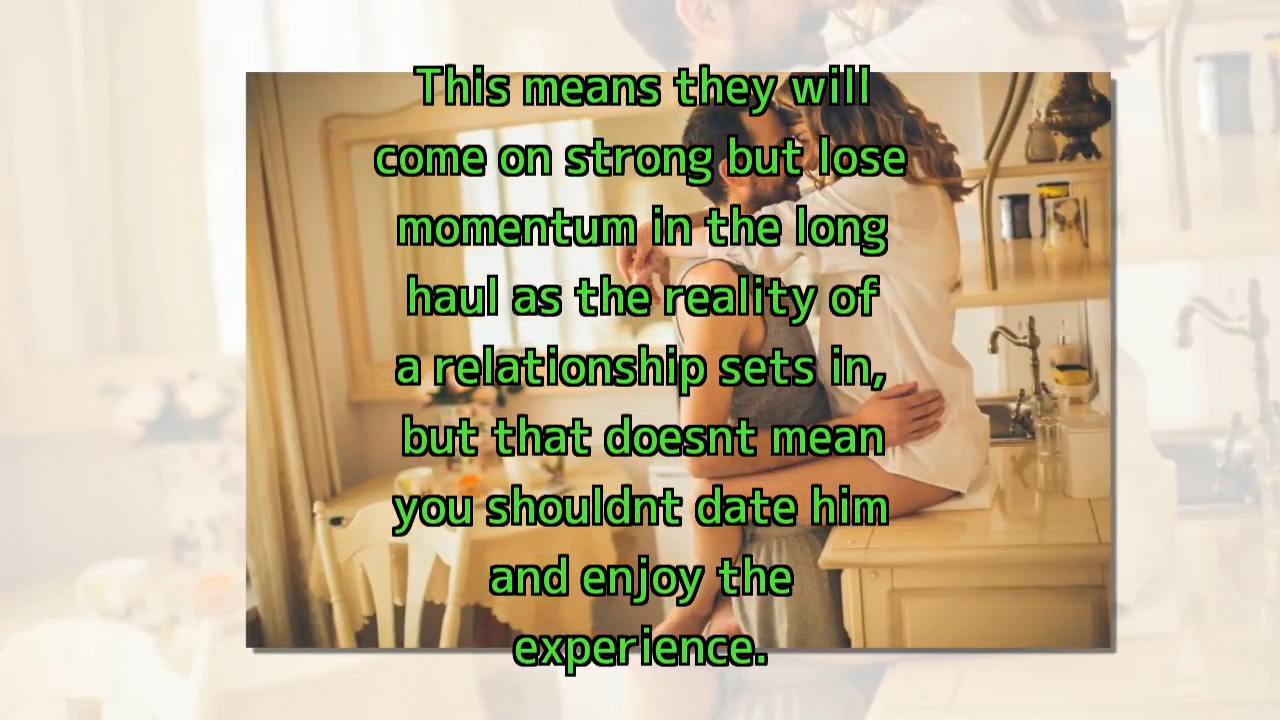 This means they will
come on strong but lose
momentum in the long
haul as the reality of
a relationship sets in,
but that doesnt mean
you shouldnt date him
and enjoy the
experience.